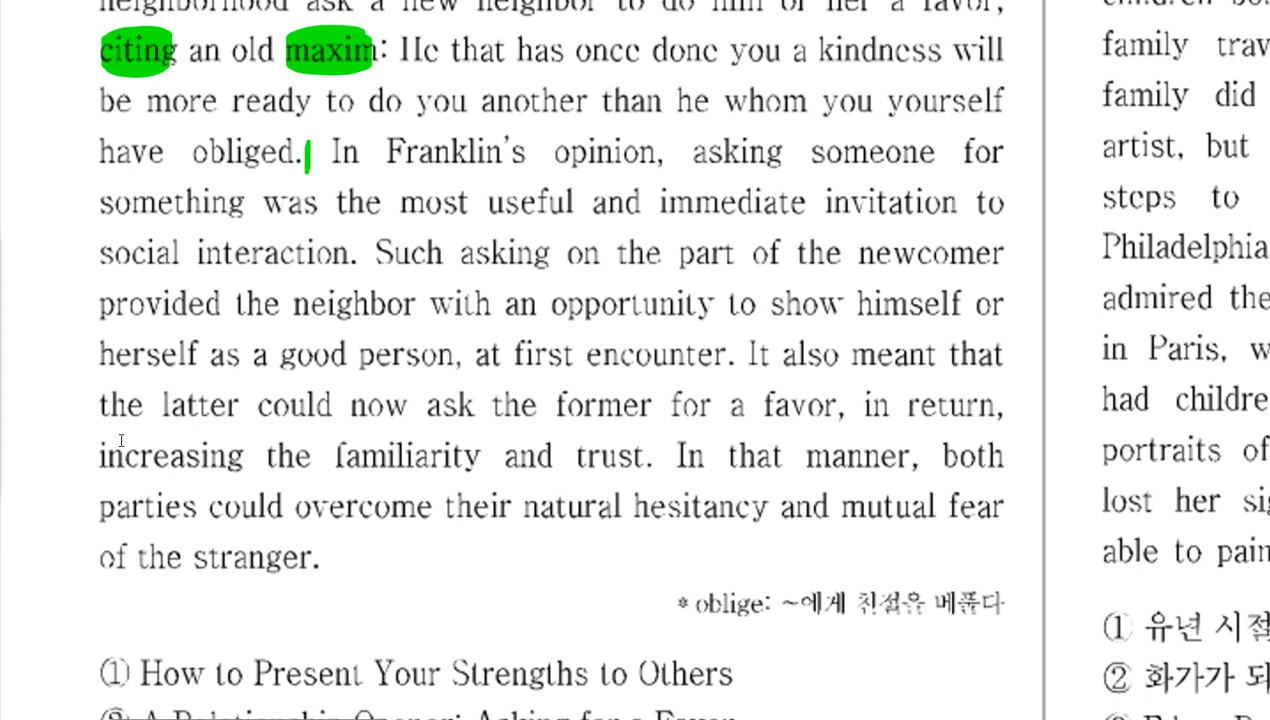 neighborhood ask a new neighbor to do him or her a favor,
citing an old maxim: He that has once done you a kindness will
be more ready to do you another than he whom you yourself
have obliged. In Franklin's opinion, asking someone for
something was the most useful and immediate invitation to
social interaction. Such asking on the part of the newcomer
provided the neighbor with an opportunity to show himself or
herself as a good person, at first encounter. It also meant that
the latter could now ask the former for a favor, in return,
increasing the familiarity and trust. In that manner, both
parties could overcome their natural hesitancy and mutual fear
of the stranger.
* oblige: ~에게 친절을 베풀다
① How to Present Your Strengths to Others
② A Relationship Opener: Asking for a Favor
family trav
family did
artist, but
steps to
Philadelphia
admired the
in Paris, w
had childre
portraits of
lost her sig
able to pain
① 유년 시절
② 화가가 되